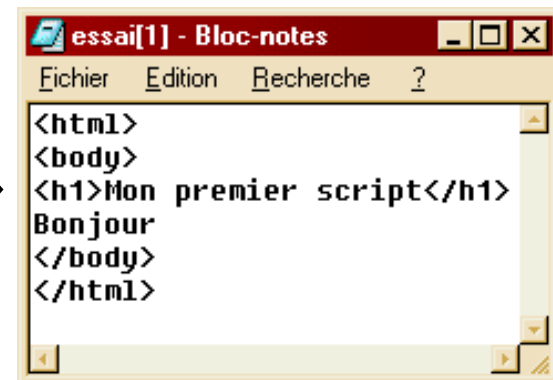 essai[1] - Bloc-notes
Fichier Edition Recherche ?
<html>
<body>
<h1>Mon premier script</h1>
Bonjour
</body>
</html>